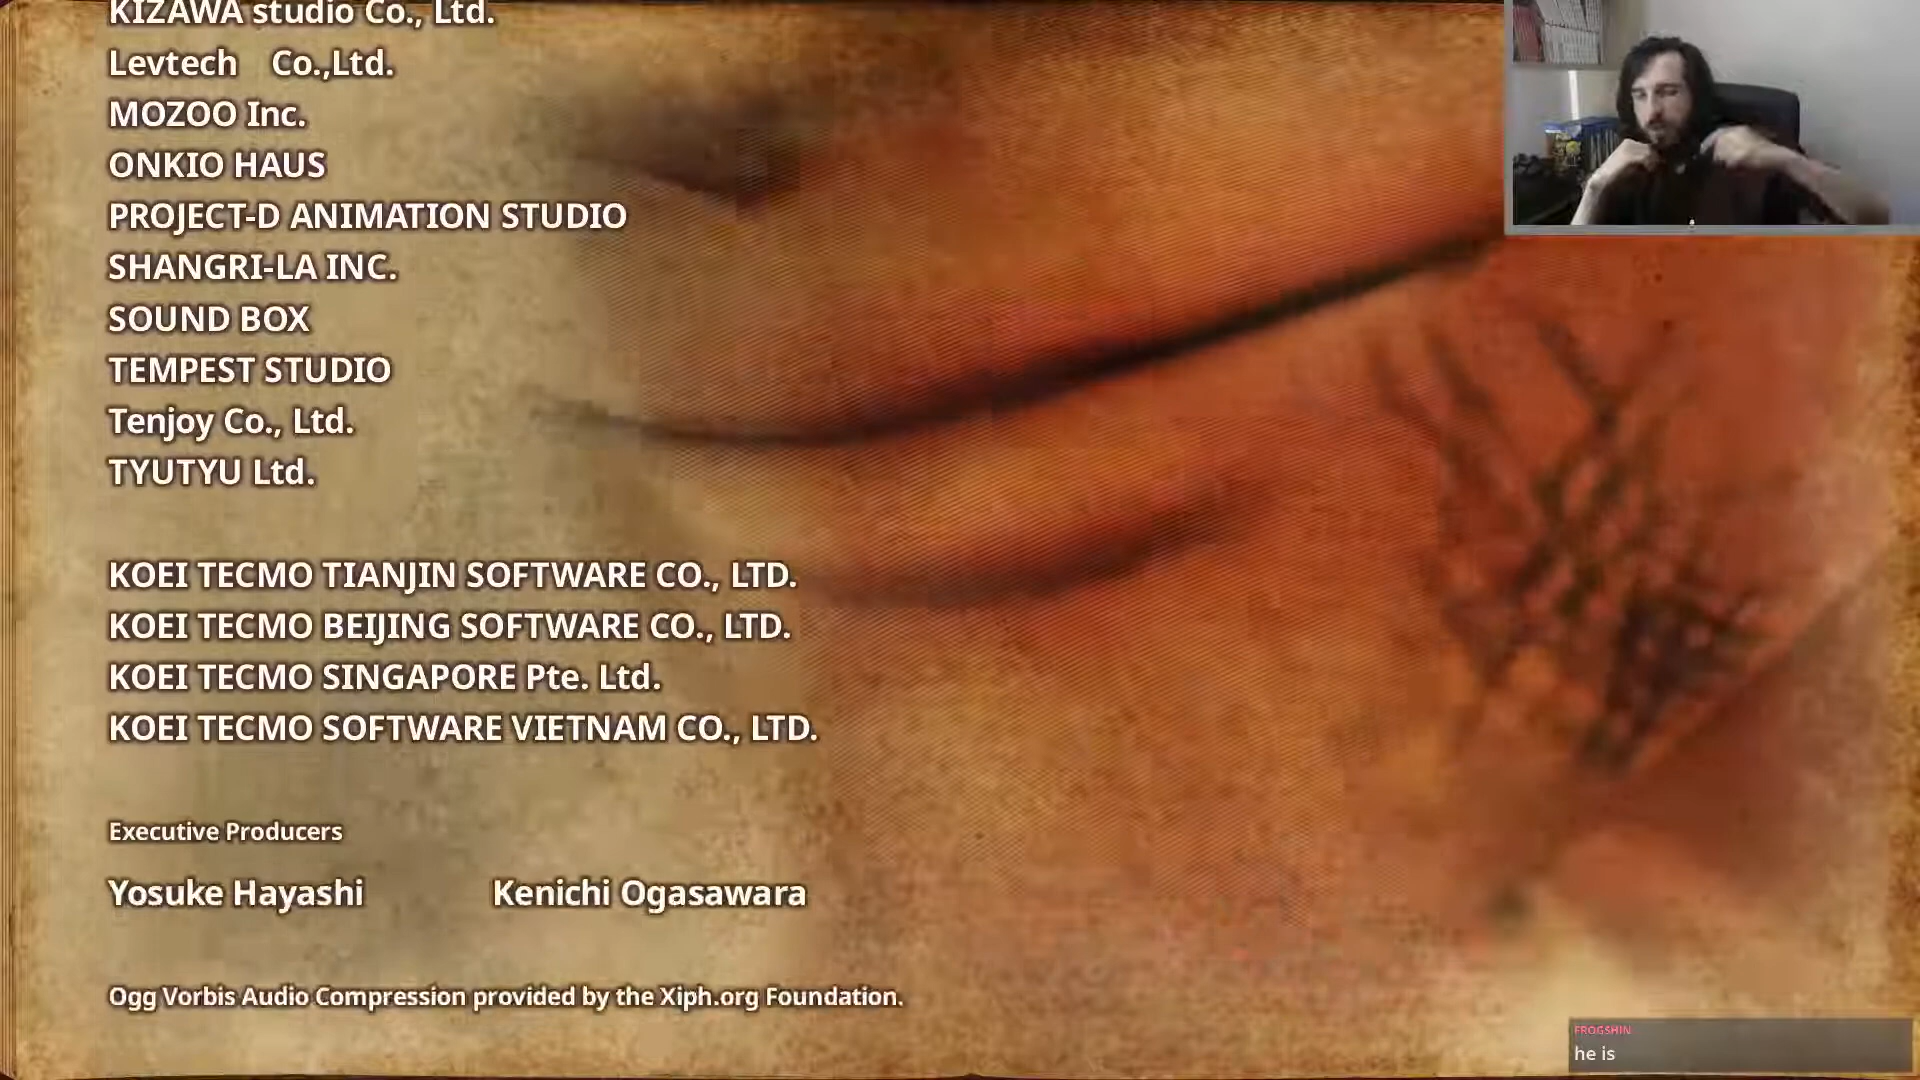 KIZAWA studio Co., Ltd.
Levtech Co.,Ltd.
MOZOO Inc.
ONKIO HAUS
PROJECT-D ANIMATION STUDIO
SHANGRI-LA INC.
SOUND BOX
TEMPEST STUDIO
Tenjoy Co., Ltd.
TYUTYU Ltd.
KOEI TECMO TIANJIN SOFTWARE CO., LTD.
KOEI TECMO BEIJING SOFTWARE CO., LTD.
KOEI TECMO SINGAPORE Pte. Ltd.
KOEI TECMO SOFTWARE VIETNAM CO., LTD.
Executive Producers
Yosuke Hayashi Kenichi Ogasawara
Ogg Vorbis Audio Compression provided by the Xiph.org Foundation.
FROGSHIN
he is